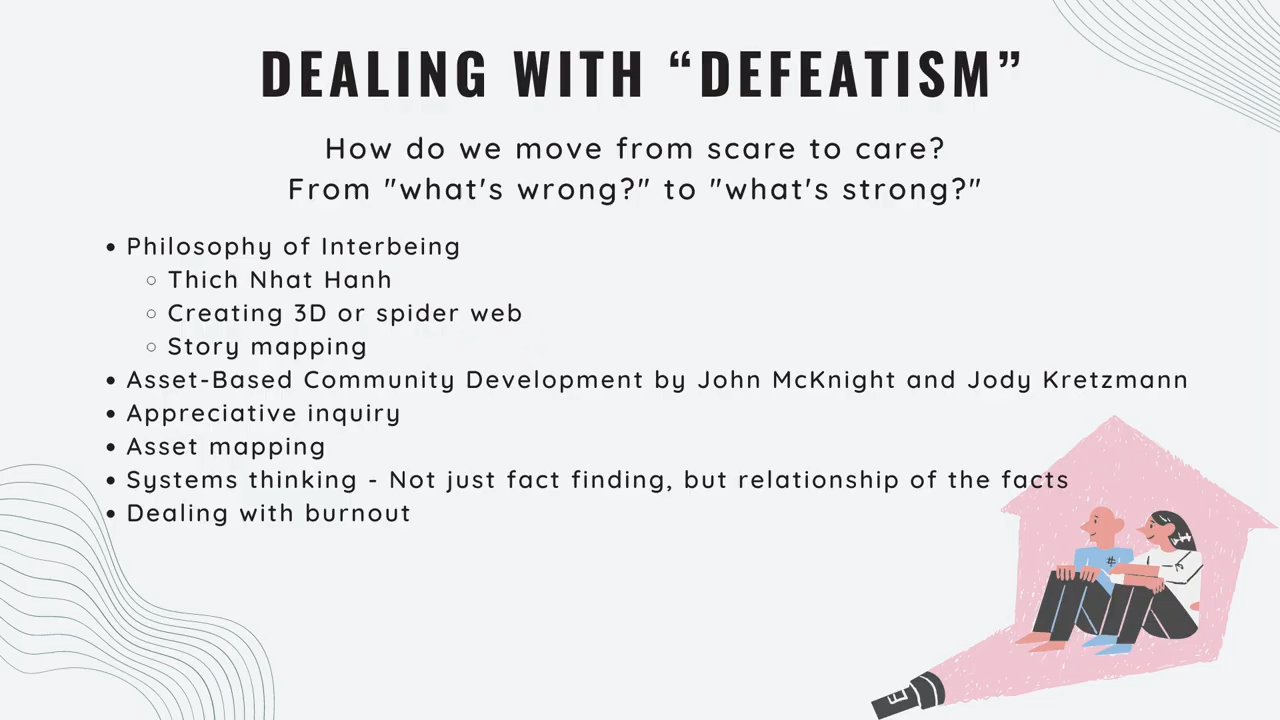 DEALING WITH “DEFEATISM”
How do we move from scare to care?
From "what's wrong?" to "what's strong?"
• Philosophy of Interbeing
○ Thich Nhat Hanh
○ Creating 3D or spider web
○ Story mapping
• Asset-Based Community Development by John McKnight and Jody Kretzmann
• Appreciative inquiry
• Asset mapping
• Systems thinking - Not just fact finding, but relationship of the facts
• Dealing with burnout
#